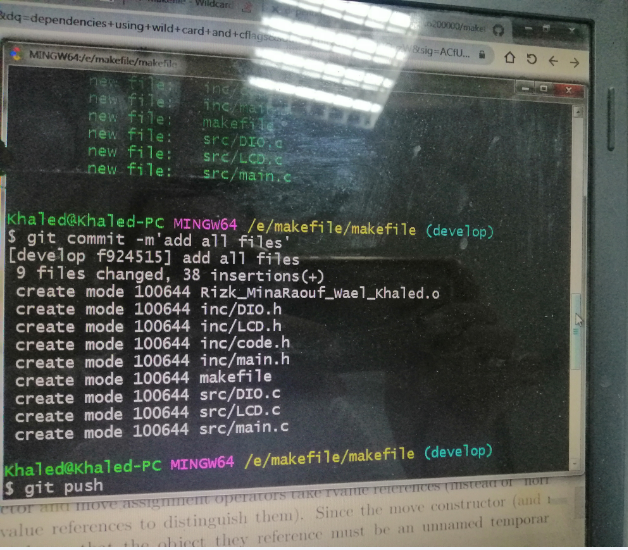 &dq=dependencies+using+wild+card+and+cflags
Wildcard
&sig=ACfU...
MINGW64:/e/makefile/makefile
new file: inc/
new file: inc/
new file: makefile
new file: src/DIO.c
new file: src/LCD.c
new file: src/main.c
Khaled@Khaled-PC MINGW64 /e/makefile/makefile (develop)
$ git commit -m'add all files'
[develop f924515] add all files
9 files changed, 38 insertions(+)
create mode 100644 Rizk_MinaRaouf_Wael_Khaled.o
create mode 100644 inc/DIO.h
create mode 100644 inc/LCD.h
create mode 100644 inc/code.h
create mode 100644 inc/main.h
create mode 100644 makefile
create mode 100644 src/DIO.c
create mode 100644 src/LCD.c
create mode 100644 src/main.c
Khaled@Khaled-PC MINGW64 /e/makefile/makefile (develop)
$ git push
and move assignment operators take rvalue references (instead of
value references to distinguish them). Since the move constructor (and
the object they reference must be an unnamed temporar